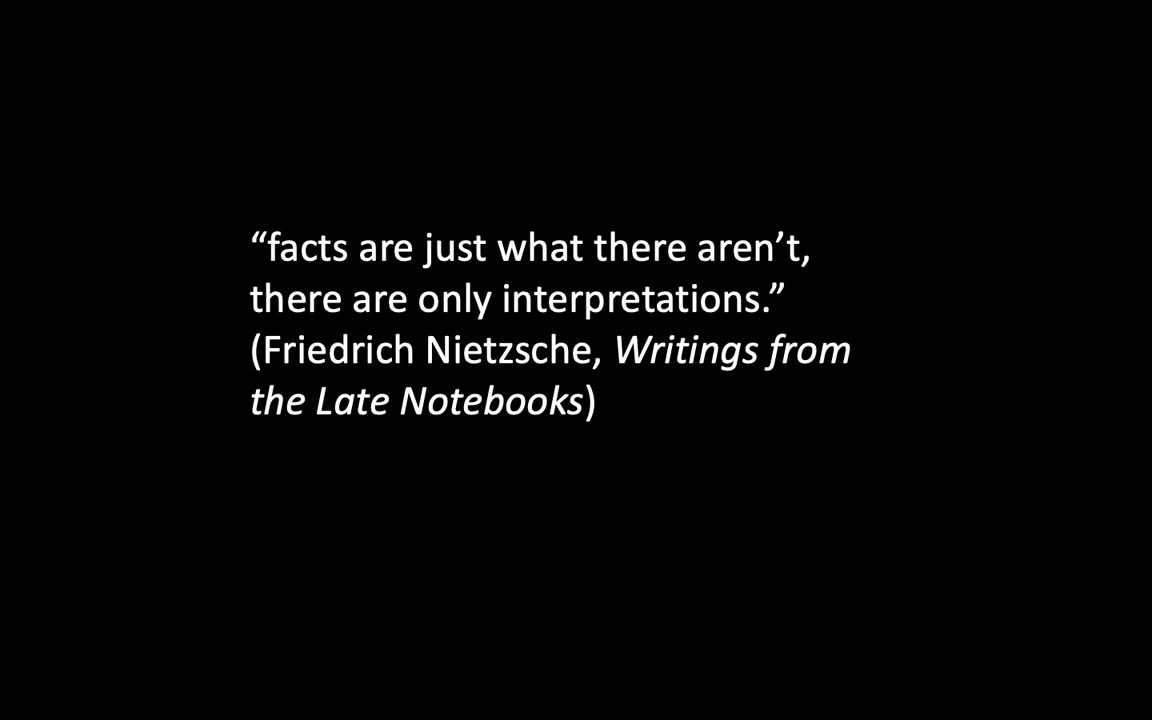 “facts are just what there aren’t,
there are only interpretations.”
(Friedrich Nietzsche, Writings from
the Late Notebooks)